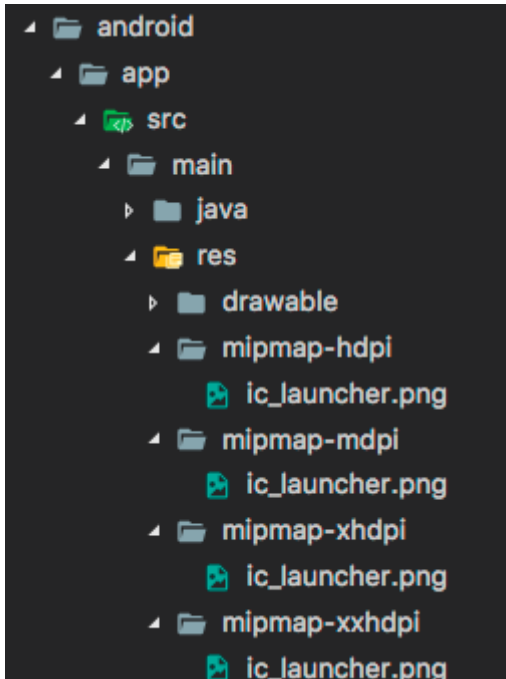 android
app
src
main
java
res
drawable
mipmap-hdpi
ic_launcher.png
mipmap-mdpi
ic_launcher.png
mipmap-xhdpi
ic_launcher.png
mipmap-xxhdpi
ic_launcher.png